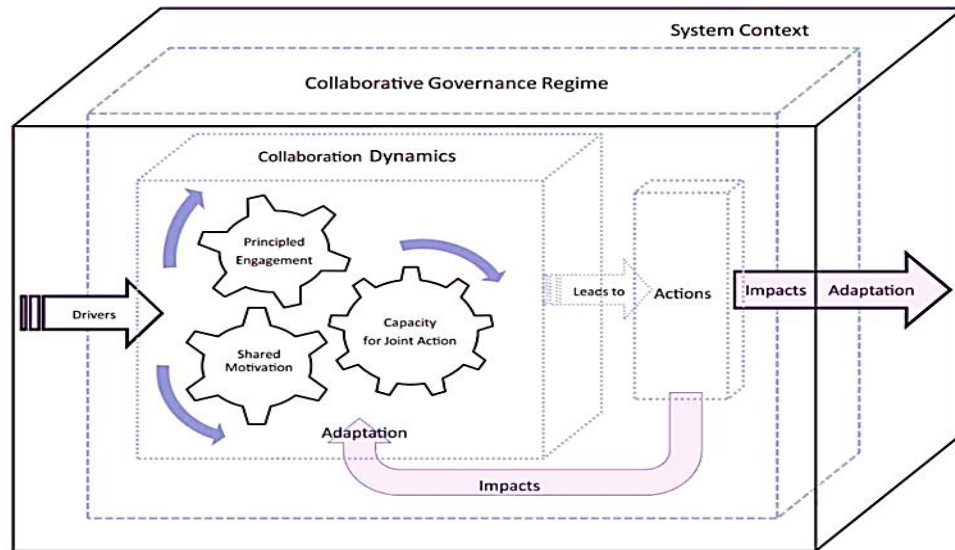 System Context
Collaborative Governance Regime
Collaboration Dynamics
Principled
Engagement
Drivers
Shared
Motivation
Capacity
for Joint Action
Leads to
Actions
Impacts
Adaptation
Adaptation
Impacts